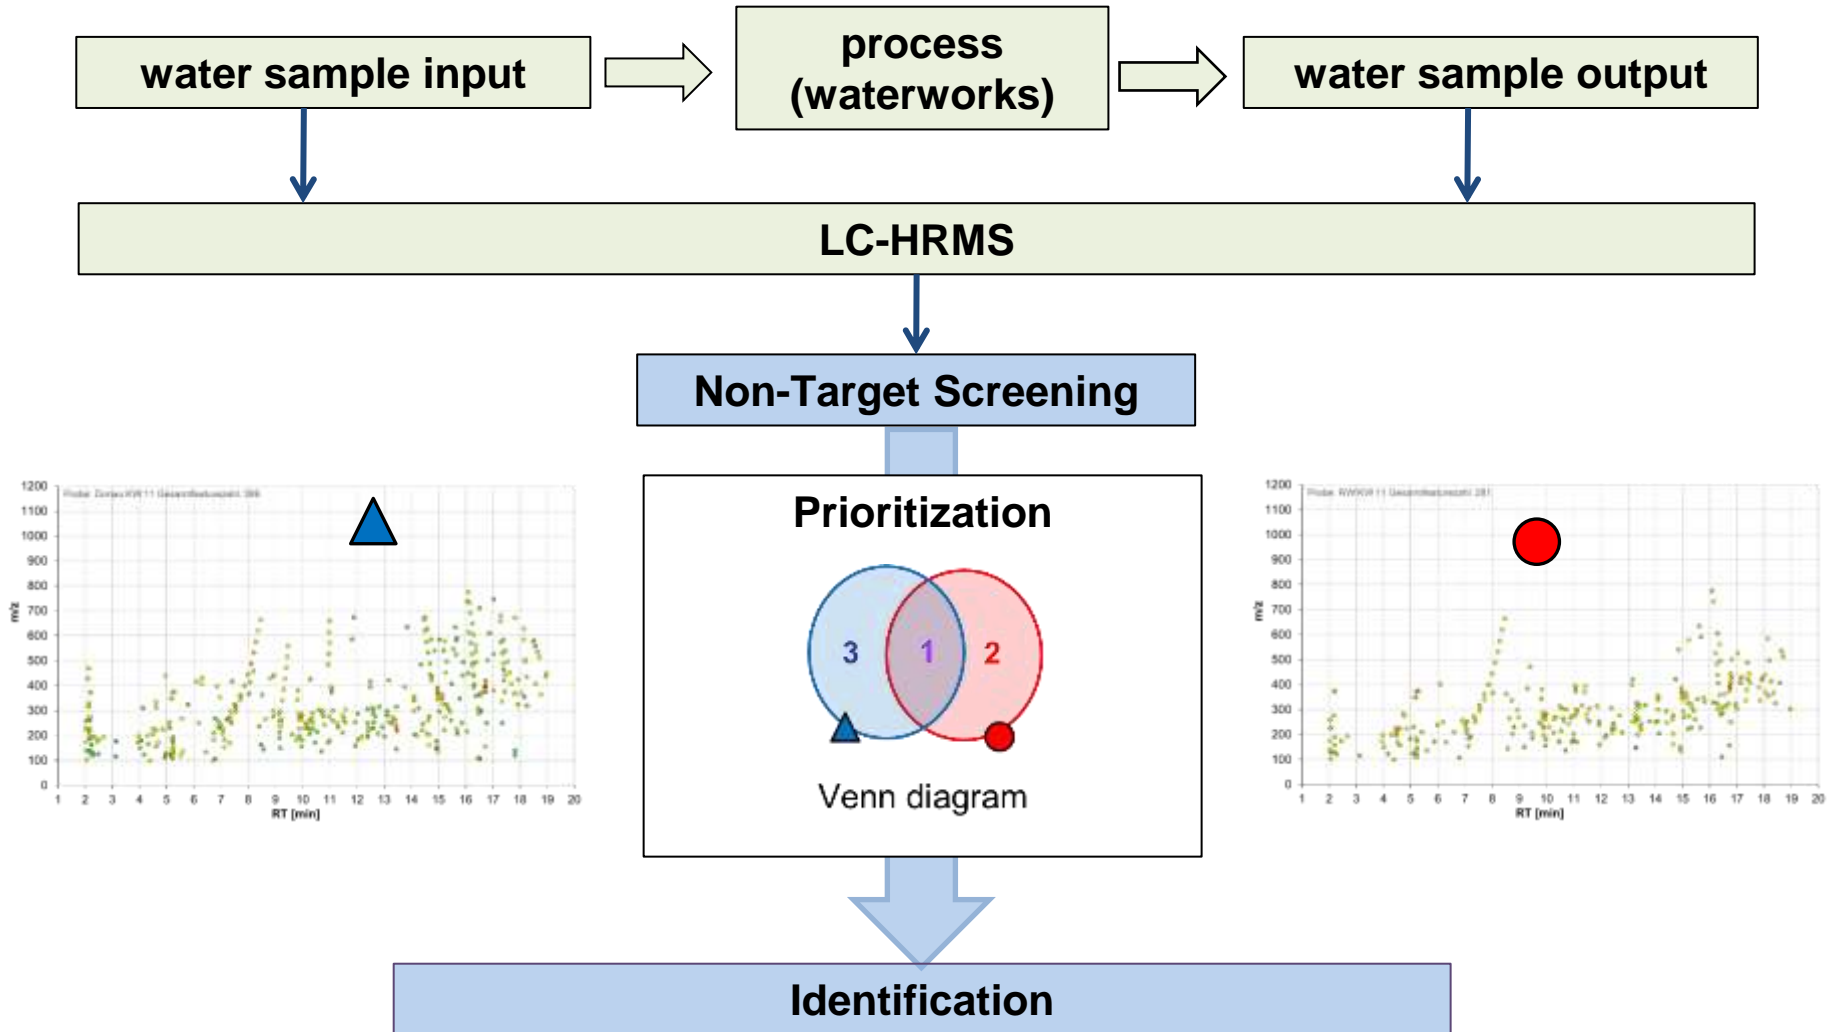 water sample input
process
(waterworks)
water sample output
LC-HRMS
Non-Target Screening
Prioritization
3
1
2
Venn diagram
1200
1100
1000
900
800
700
600
500
400
300
200
100
0
m/z
1 2 3 4 5 6 7 8 9 10 11 12 13 14 15 16 17 18 19 20
RT [min]
1200
1100
1000
900
800
700
600
500
400
300
200
100
0
m/z
1 2 3 4 5 6 7 8 9 10 11 12 13 14 15 16 17 18 19 20
RT [min]
Identification